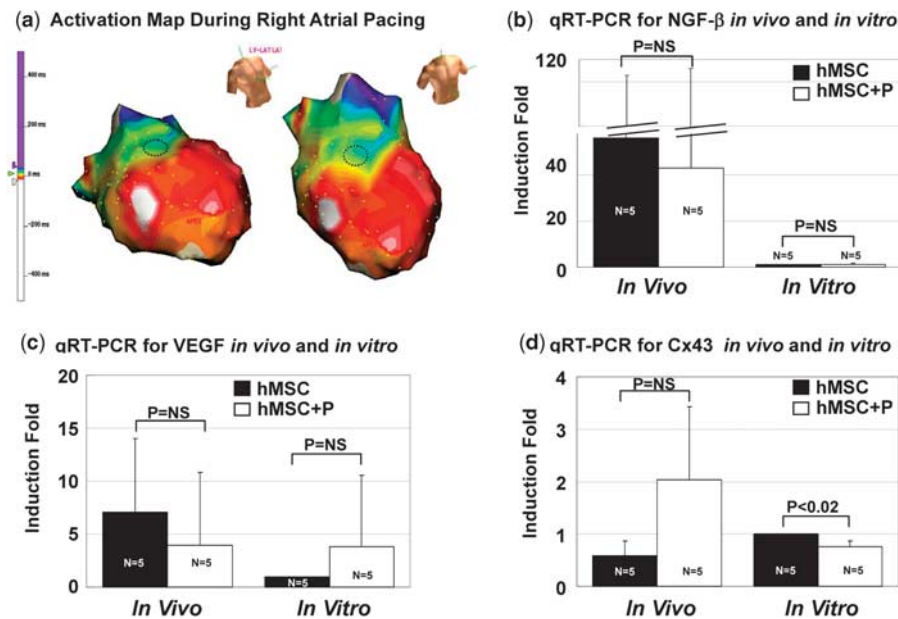 (a) Activation Map During Right Atrial Pacing
400 ms
200 ms
0 ms
-200 ms
-400 ms
(b) qRT-PCR for NGF-β in vivo and in vitro
Induction Fold
120
40
20
0
P=NS
hMSC
hMSC+P
N=5
N=5
P=NS
N=5
N=5
In Vivo
In Vitro
(c) qRT-PCR for VEGF in vivo and in vitro
Induction Fold
20
15
10
5
0
hMSC
hMSC+P
P=NS
P=NS
N=5
N=5
N=5
N=5
In Vivo
In Vitro
(d) qRT-PCR for Cx43 in vivo and in vitro
Induction Fold
4
3
2
1
0
P=NS
hMSC
hMSC+P
P<0.02
N=5
N=5
N=5
N=5
In Vivo
In Vitro